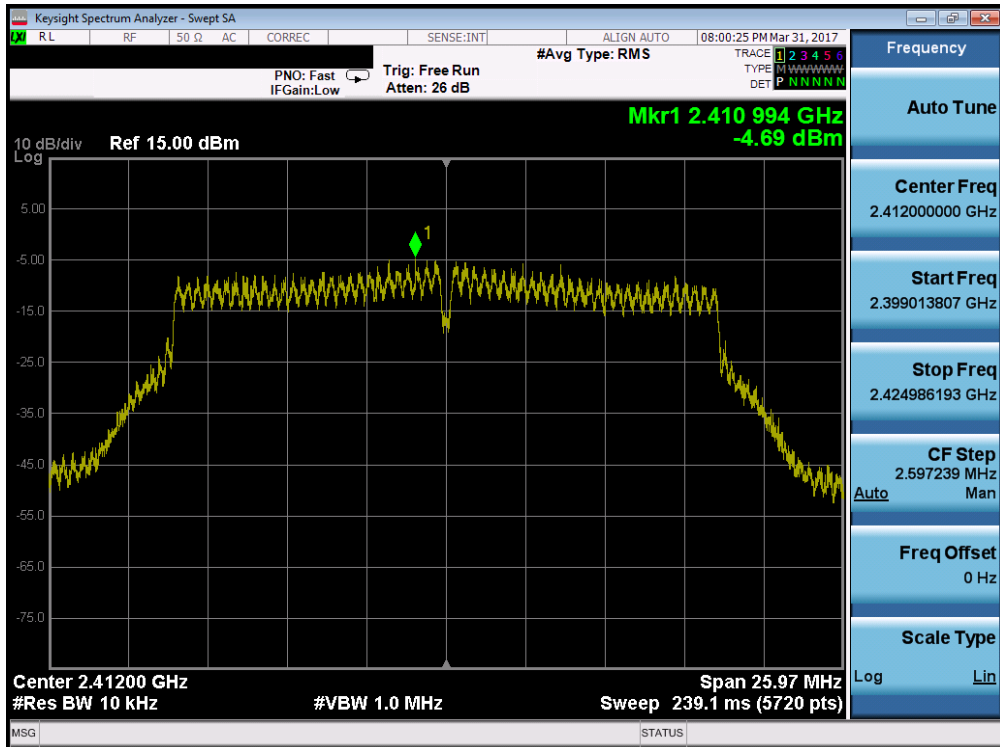 Keysight Spectrum Analyzer - Swept SA
LXI RL RF 50 Ω AC CORREC SENSE:INT ALIGN AUTO 08:00:25 PM Mar 31, 2017
#Avg Type: RMS TRACE 1 2 3 4 5 6
PNO: Fast Trig: Free Run TYPE M W W W W W
IFGain:Low Atten: 26 dB DET P N N N N N
Mkr1 2.410 994 GHz
-4.69 dBm
10 dB/div Ref 15.00 dBm
Log
1
5.00
-5.00
-15.0
-25.0
-35.0
-45.0
-55.0
-65.0
-75.0
Center 2.41200 GHz Span 25.97 MHz
#Res BW 10 kHz #VBW 1.0 MHz Sweep 239.1 ms (5720 pts)
MSG STATUS
Frequency
Auto Tune
Center Freq
2.412000000 GHz
Start Freq
2.399013807 GHz
Stop Freq
2.424986193 GHz
CF Step
2.597239 MHz
Auto Man
Freq Offset
0 Hz
Scale Type
Log Lin